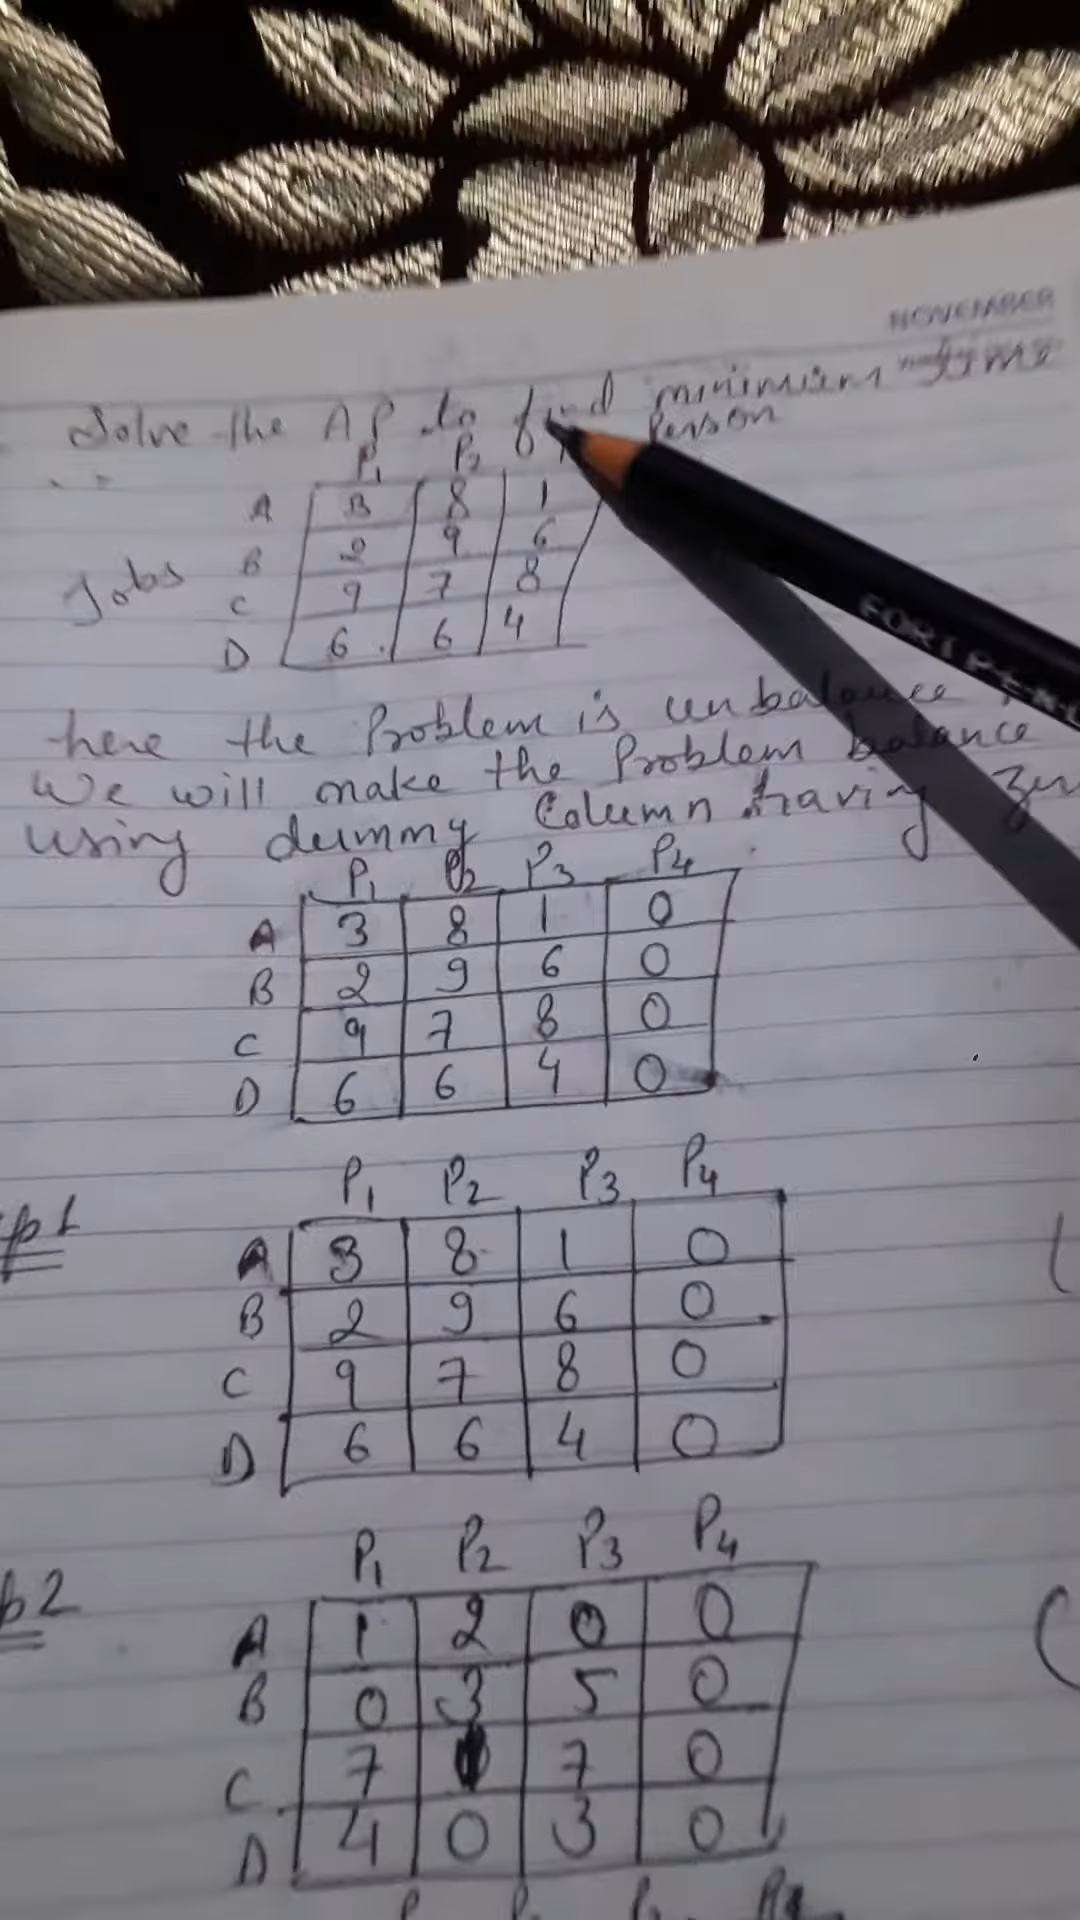 NOVEMBER
Solve the AP to find minimum time
Person
P1 P2
A 3 8 1
B 2 9 6
Jobs
C 9 7 8
D 6 6 4
FORT PEN
here the Problem is unbalance
We will make the Problem balance
using dummy Column having
P1 P2 P3 P4
A 3 8 1 0
B 2 9 6 0
C 9 7 8 0
D 6 6 4 0
P1 P2 P3 P4
p1
A 3 8 1 0
B 2 9 6 0
C 9 7 8 0
D 6 6 4 0
P1 P2 P3 P4
p2
A 1 2 0 0
B 0 3 5 0
C 7 7 0
D 4 0 3 0